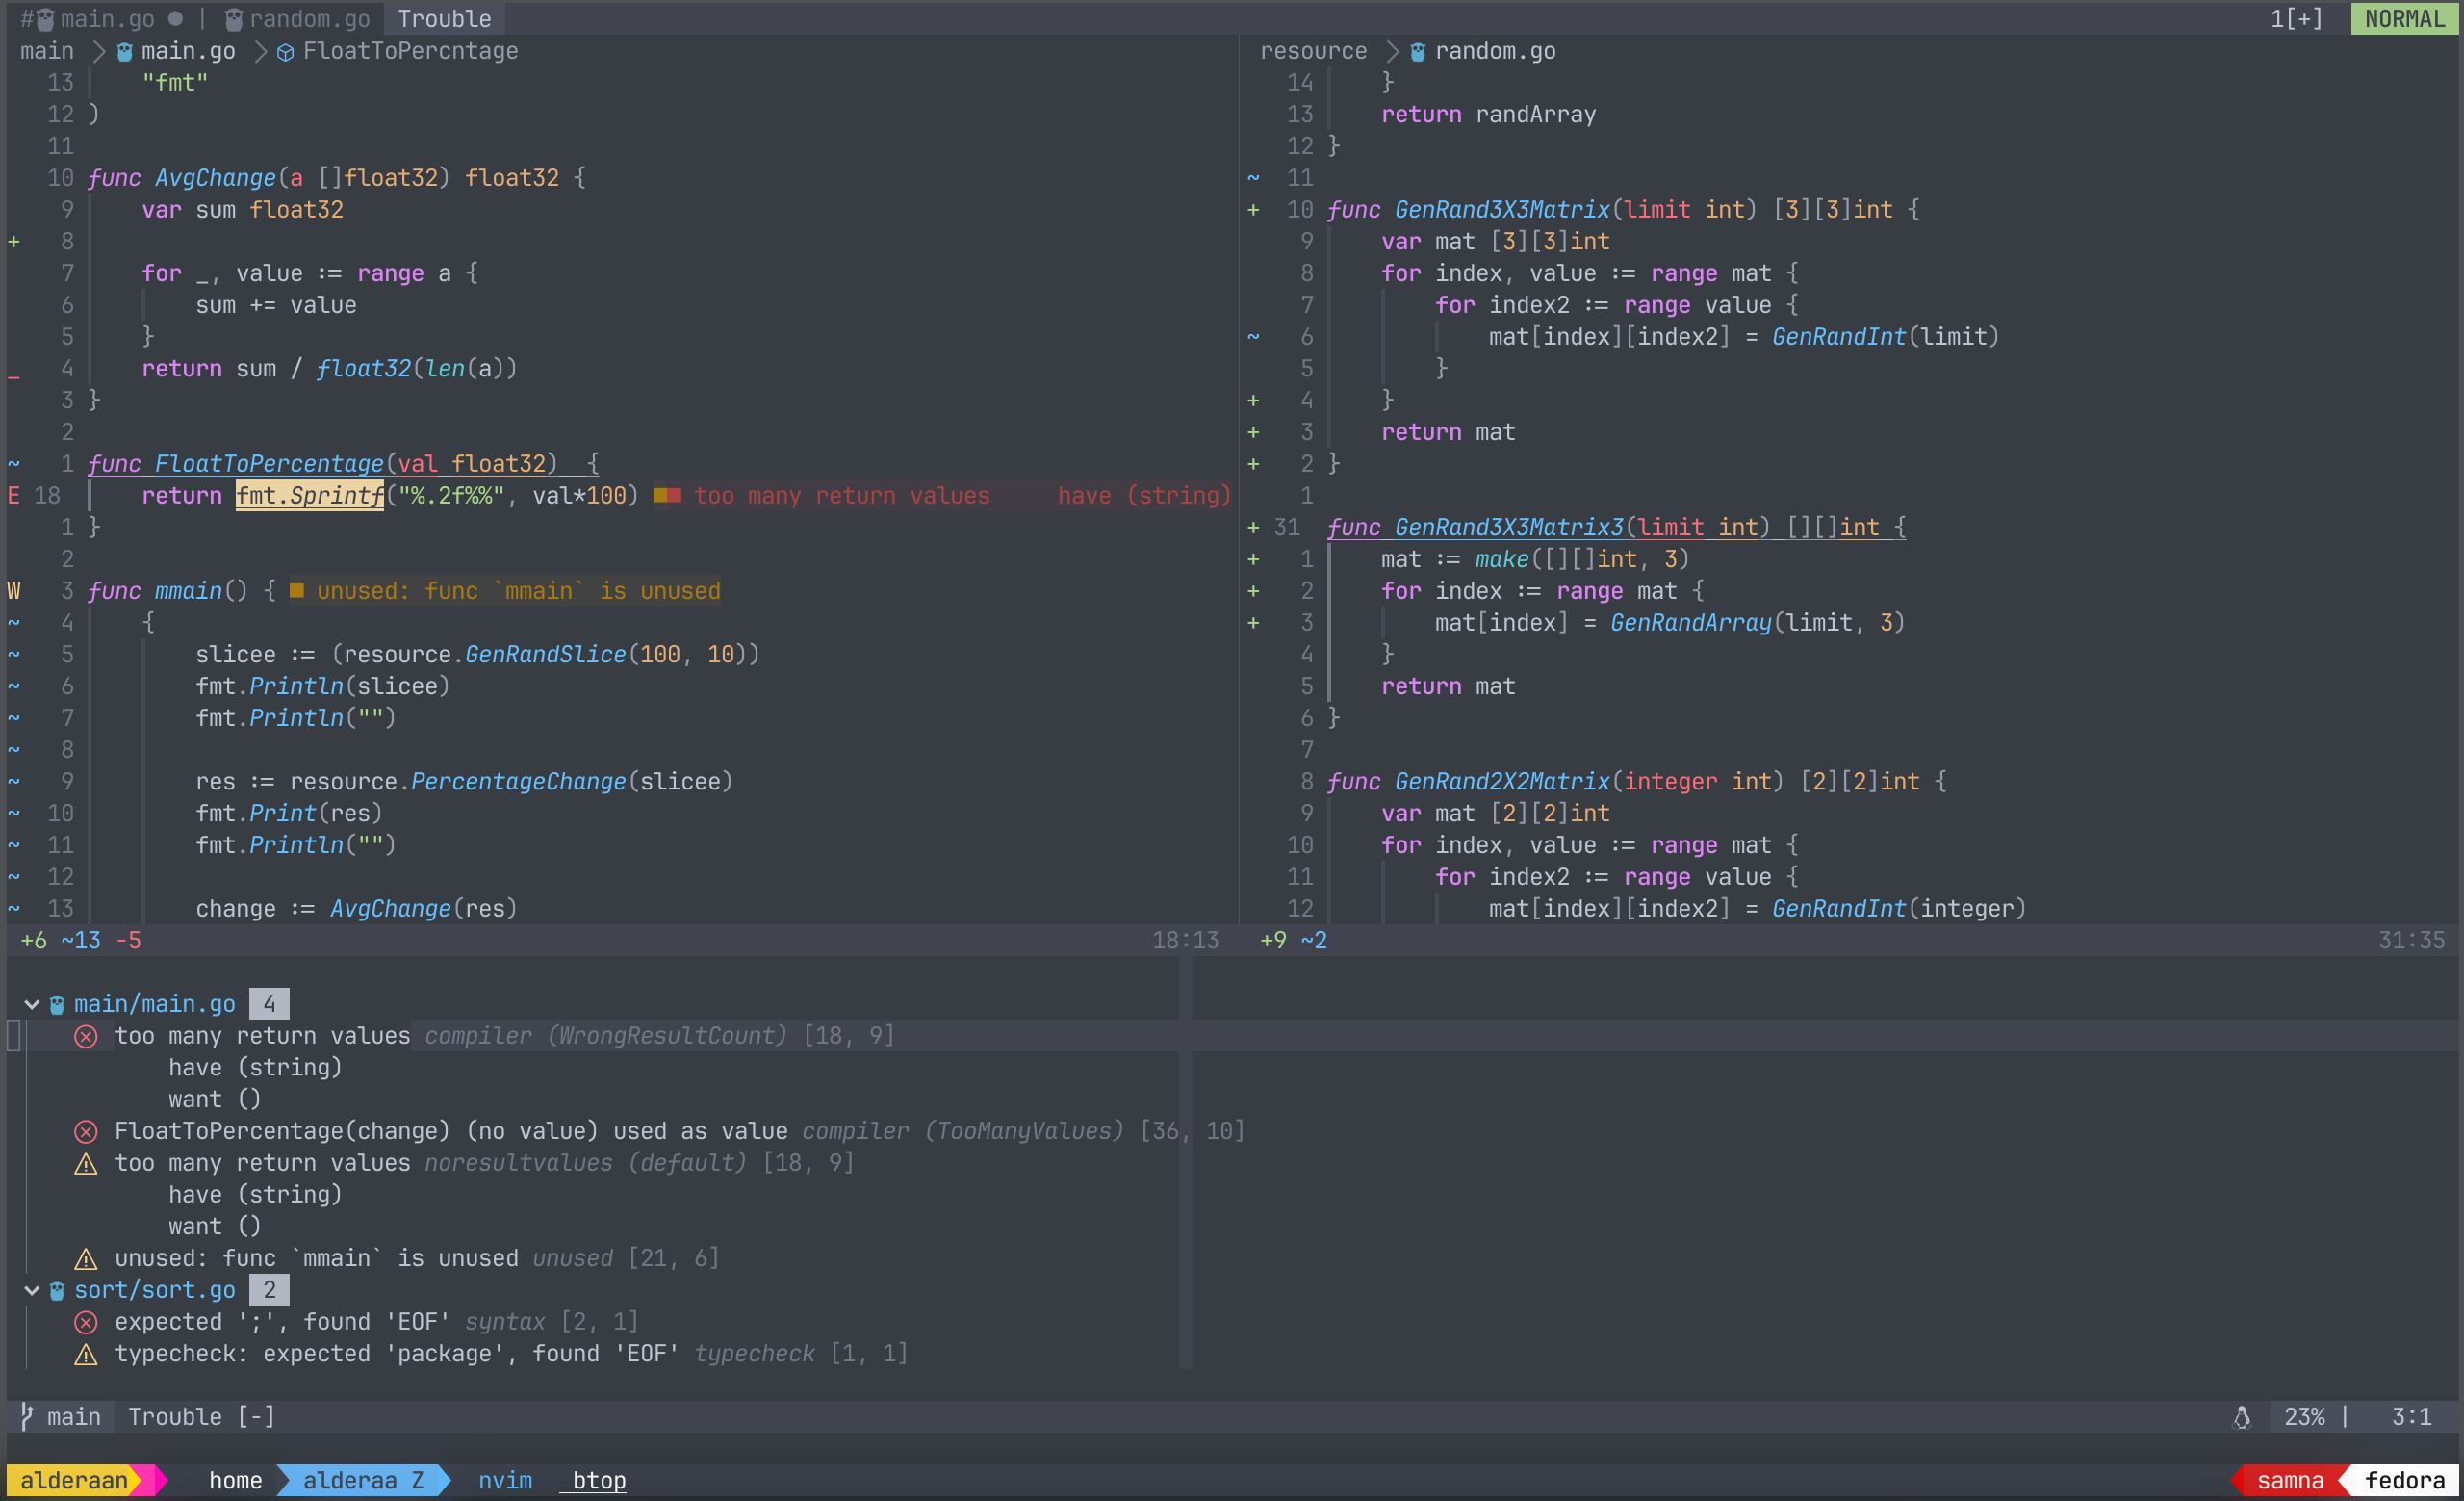 #main.go ● | random.go Trouble 1[+] NORMAL
main > main.go > FloatToPercntage
13 "fmt"
12 )
11
10 func AvgChange(a []float32) float32 {
9 var sum float32
+ 8
7 for _, value := range a {
6 sum += value
5 }
_ 4 return sum / float32(len(a))
3 }
2
~ 1 func FloatToPercentage(val float32)  {
E 18 return fmt.Sprintf("%.2f%%", val*100) ■■ too many return values have (string)
1 }
2
W 3 func mmain() { ■ unused: func `mmain` is unused
~ 4 {
~ 5 slicee := (resource.GenRandSlice(100, 10))
~ 6 fmt.Println(slicee)
~ 7 fmt.Println("")
~ 8
~ 9 res := resource.PercentageChange(slicee)
~ 10 fmt.Print(res)
~ 11 fmt.Println("")
~ 12
~ 13 change := AvgChange(res)
+6 ~13 -5 18:13
resource > random.go
14 }
13 return randArray
12 }
~ 11
+ 10 func GenRand3X3Matrix(limit int) [3][3]int {
9 var mat [3][3]int
8 for index, value := range mat {
7 for index2 := range value {
~ 6 mat[index][index2] = GenRandInt(limit)
5 }
+ 4 }
+ 3 return mat
+ 2 }
1
+ 31 func GenRand3X3Matrix3(limit int) [][]int {
+ 1 mat := make([][]int, 3)
+ 2 for index := range mat {
+ 3 mat[index] = GenRandArray(limit, 3)
4 }
5 return mat
6 }
7
8 func GenRand2X2Matrix(integer int) [2][2]int {
9 var mat [2][2]int
10 for index, value := range mat {
11 for index2 := range value {
12 mat[index][index2] = GenRandInt(integer)
+9 ~2 31:35
main/main.go 4
too many return values compiler (WrongResultCount) [18, 9]
have (string)
want ()
FloatToPercentage(change) (no value) used as value compiler (TooManyValues) [36, 10]
too many return values noresultvalues (default) [18, 9]
have (string)
want ()
unused: func `mmain` is unused unused [21, 6]
sort/sort.go 2
expected ';', found 'EOF' syntax [2, 1]
typecheck: expected 'package', found 'EOF' typecheck [1, 1]
main Trouble [-] 23% | 3:1
alderaan home alderaa Z nvim btop samna fedora